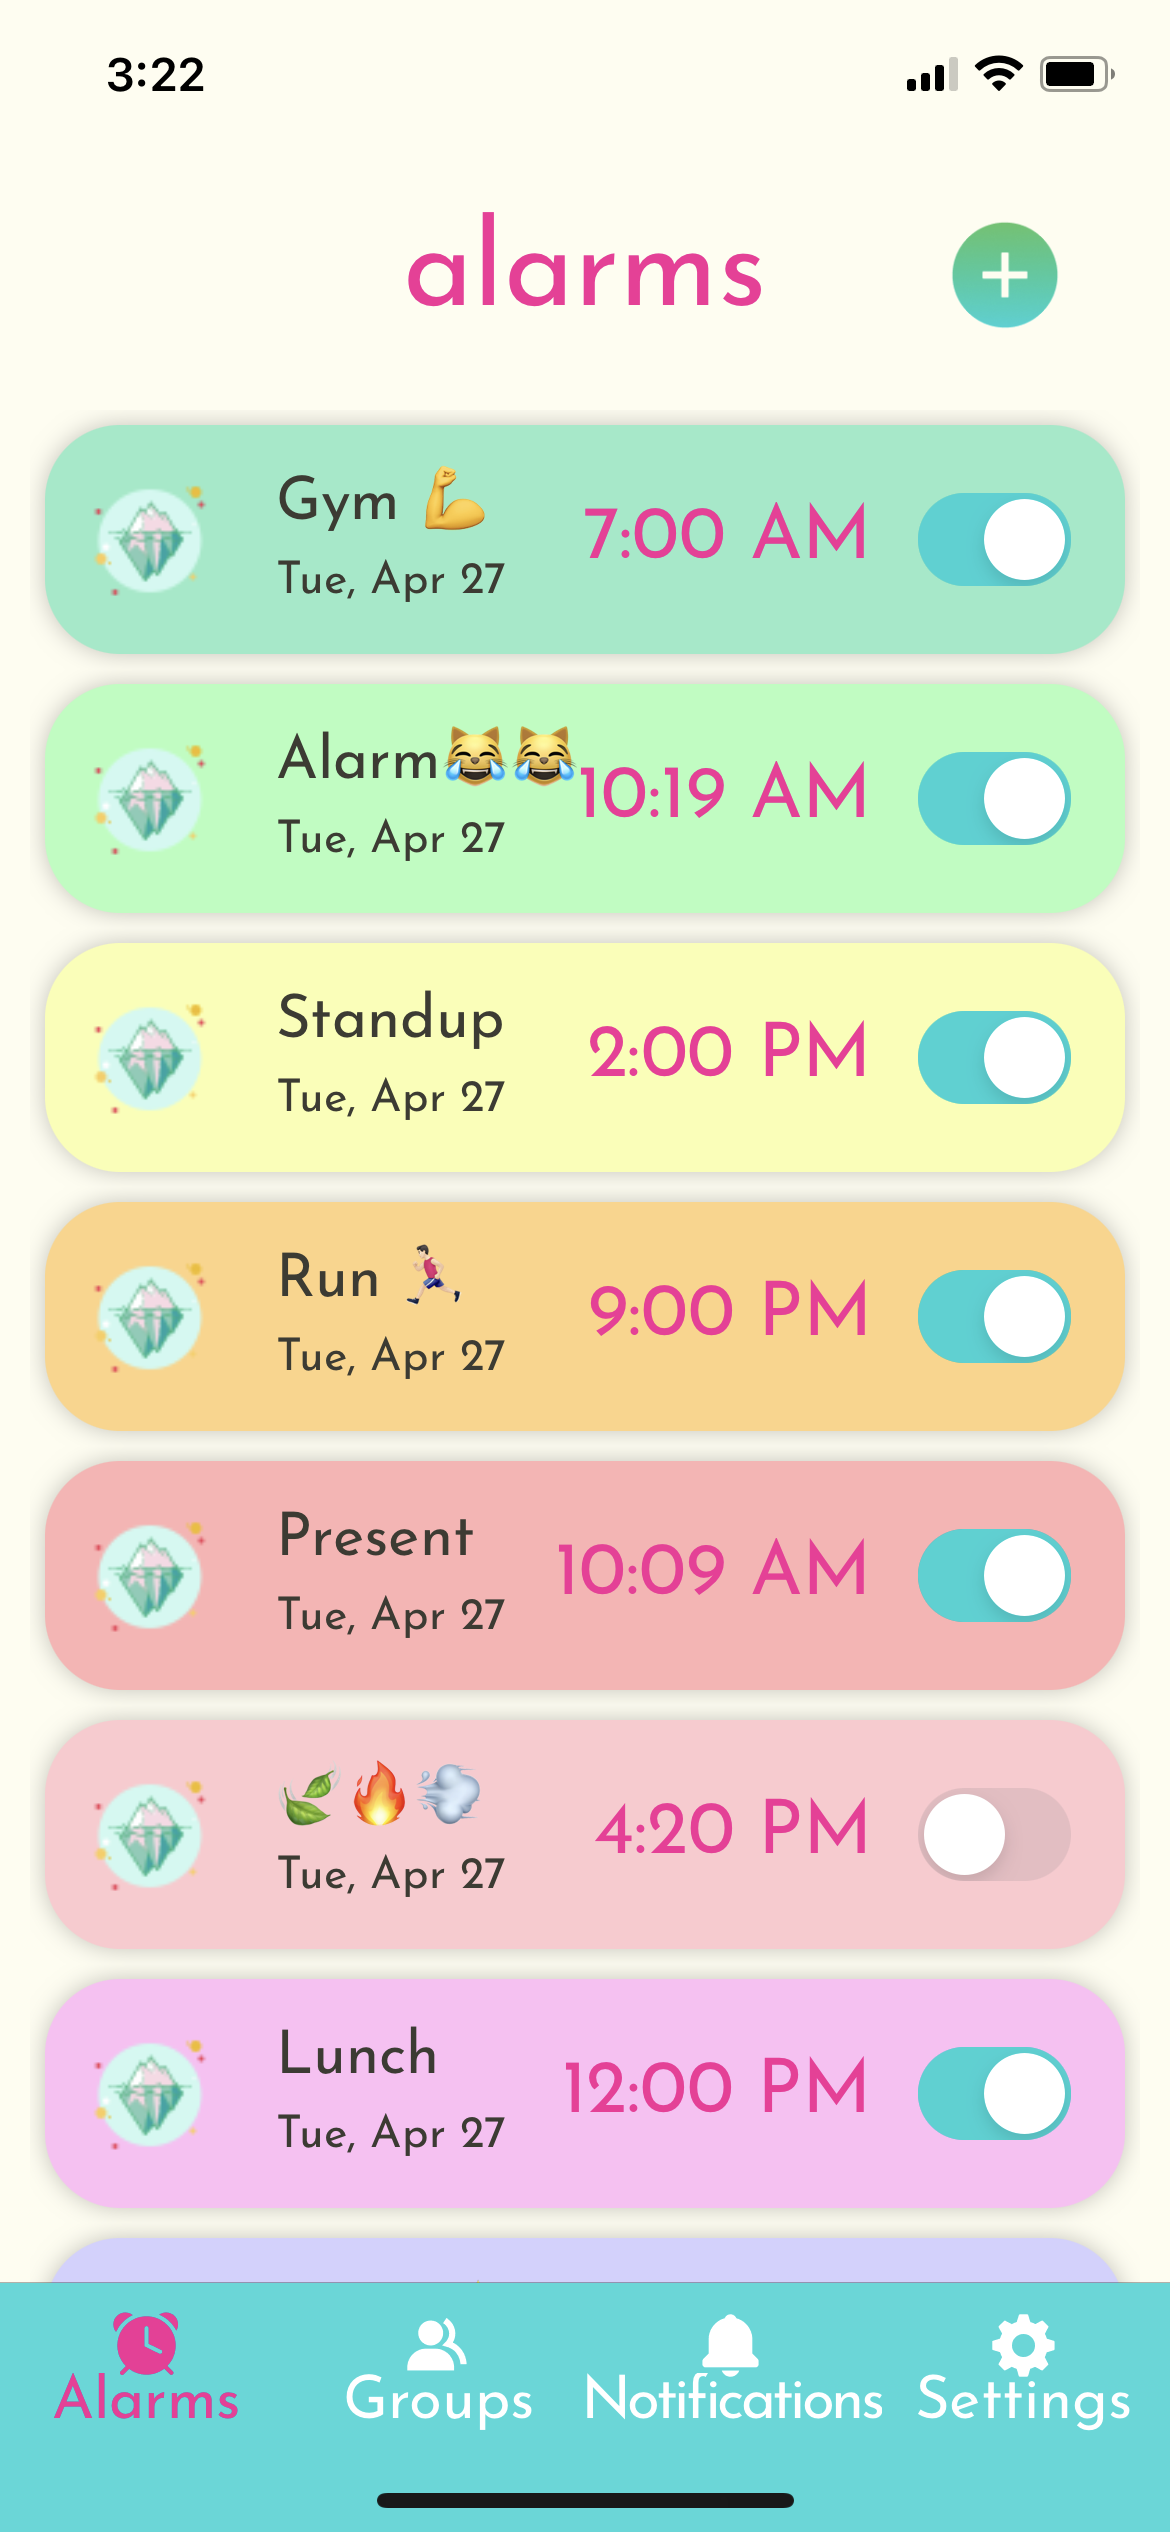 3:22
alarms
Gym 💪
7:00 AM
Tue, Apr 27
Alarm😹😹
10:19 AM
Tue, Apr 27
Standup
2:00 PM
Tue, Apr 27
Run 🏃🏻‍♂️
9:00 PM
Tue, Apr 27
Present
10:09 AM
Tue, Apr 27
🍃🔥💨
4:20 PM
Tue, Apr 27
Lunch
12:00 PM
Tue, Apr 27
Alarms Groups Notifications Settings